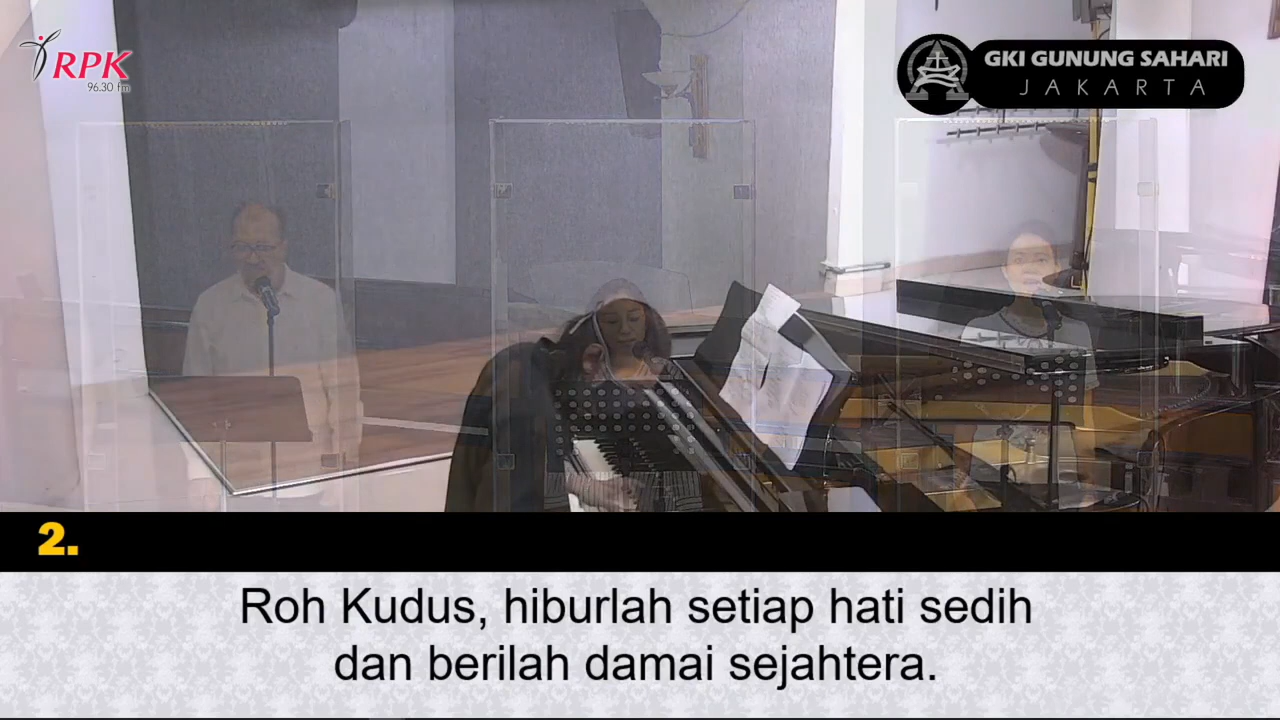 RPK
96.30 fm
GKI GUNUNG SAHARI
JAKARTA
2.
Roh Kudus, hiburlah setiap hati sedih
dan berilah damai sejahtera.